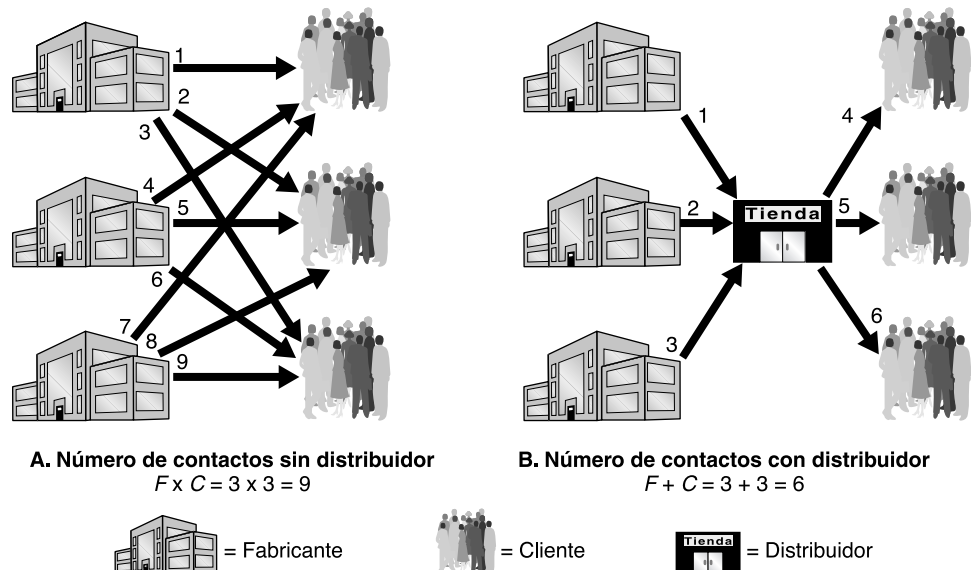 1
2
3
4
5
6
7
8
9
A. Número de contactos sin distribuidor
F x C = 3 x 3 = 9
1
2
3
4
5
6
Tienda
B. Número de contactos con distribuidor
F + C = 3 + 3 = 6
= Fabricante
= Cliente
Tienda
= Distribuidor